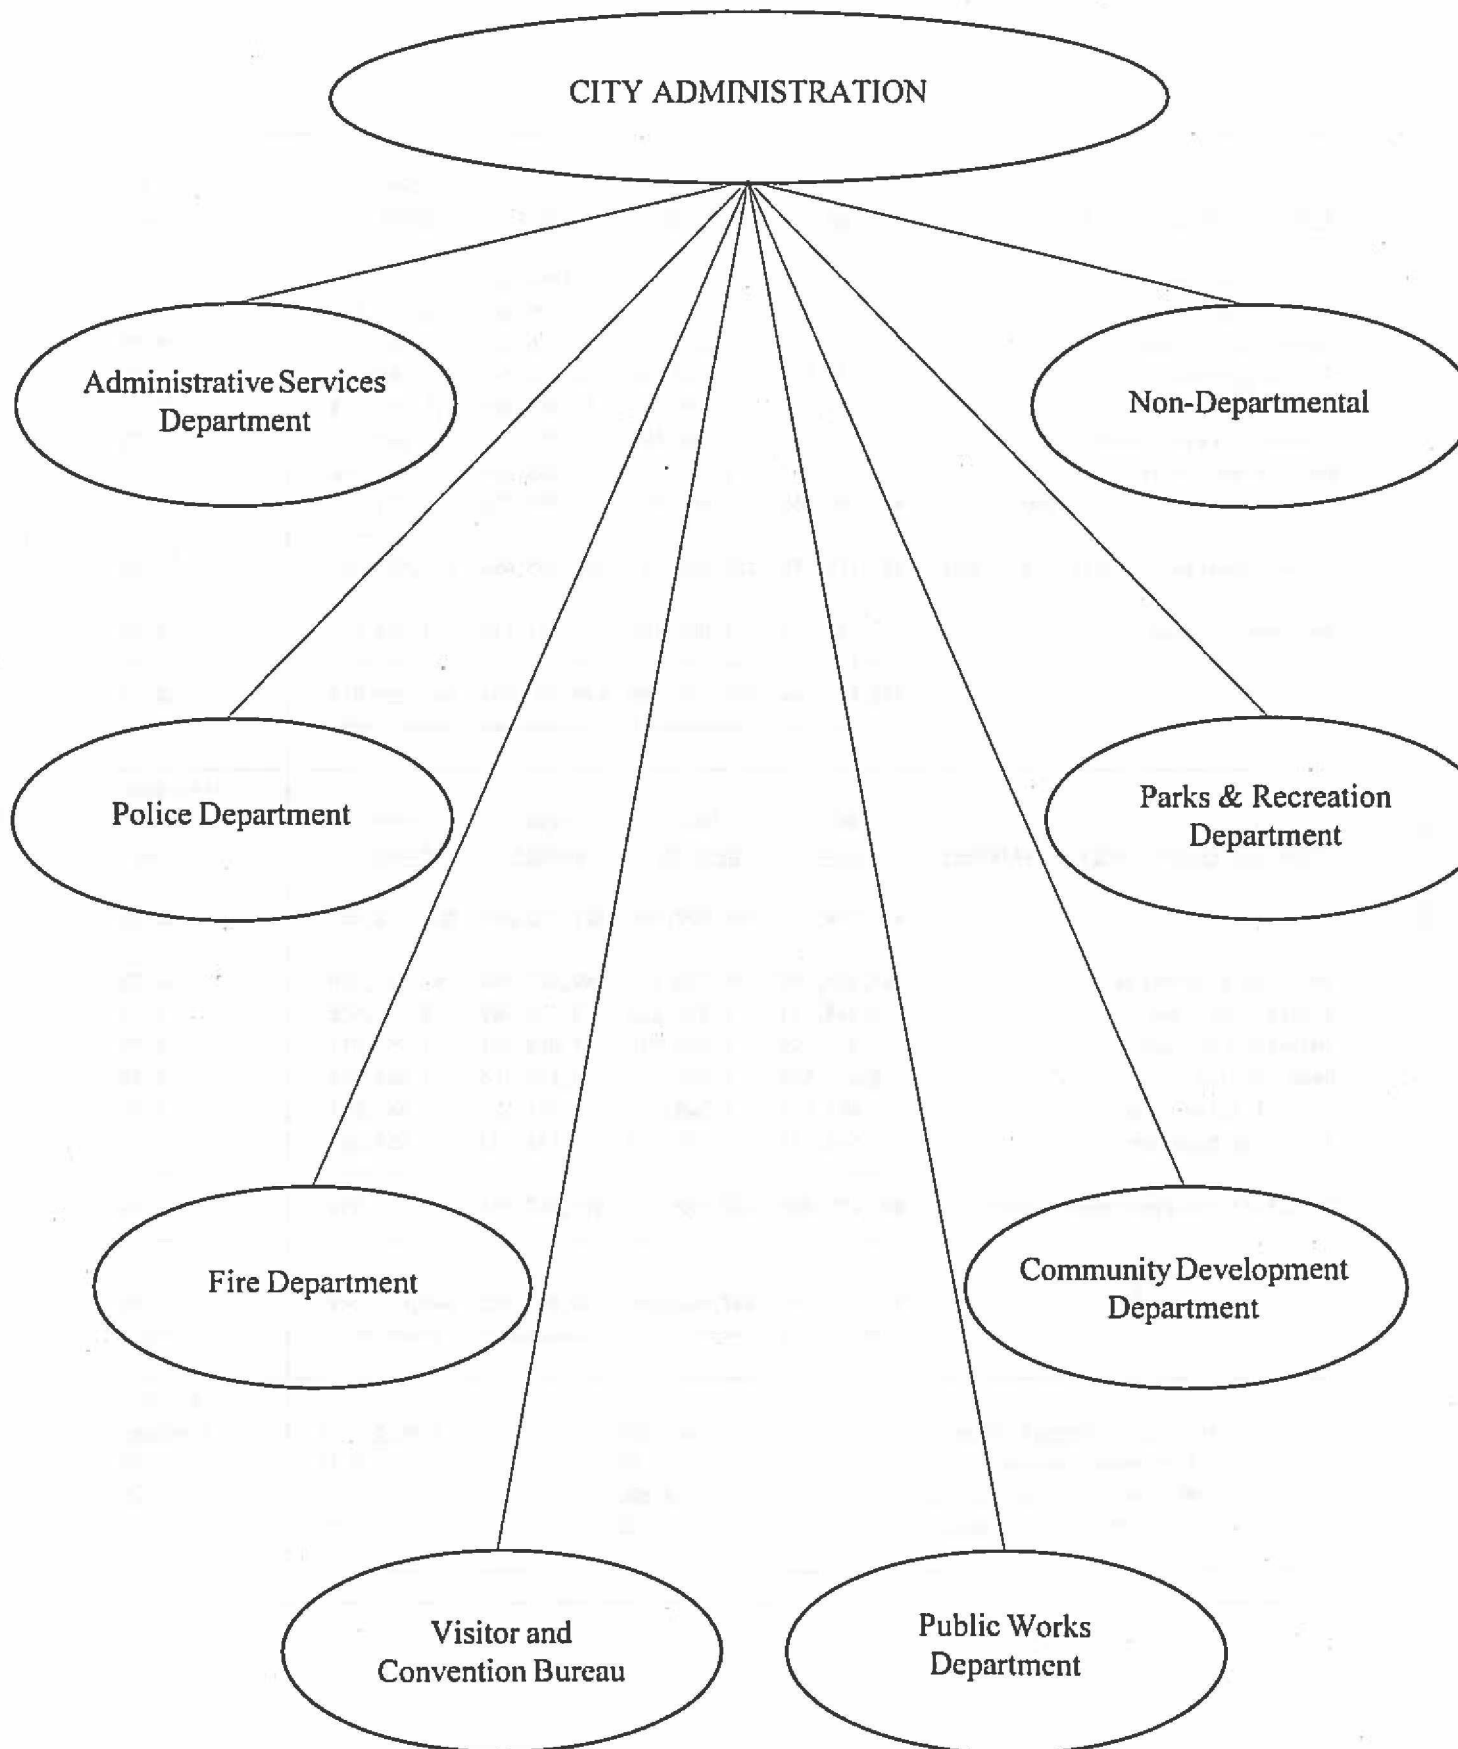 CITY ADMINISTRATION
Administrative Services
Department
Non-Departmental
Police Department
Parks & Recreation
Department
Fire Department
Community Development
Department
Visitor and
Convention Bureau
Public Works
Department